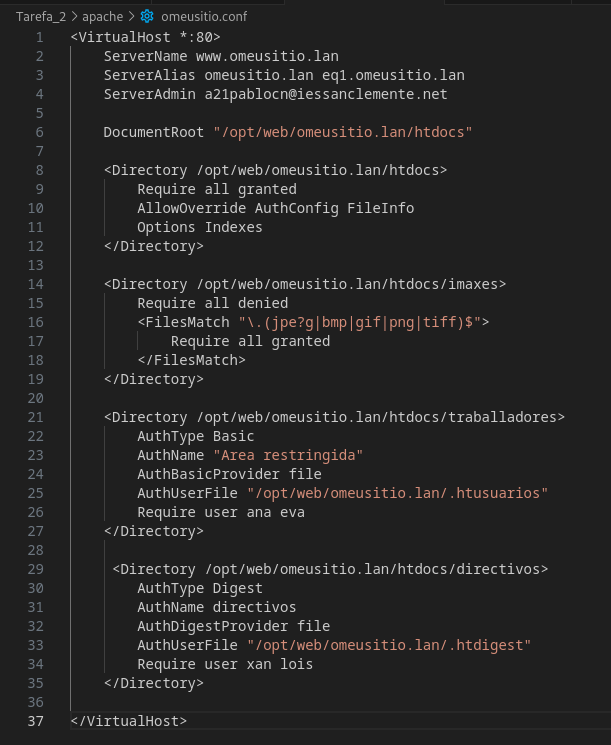 Tarefa_2 > apache > omeusitio.conf
1 <VirtualHost *:80>
2 ServerName www.omeusitio.lan
3 ServerAlias omeusitio.lan eq1.omeusitio.lan
4 ServerAdmin a21pablocn@iessanclemente.net
5
6 DocumentRoot "/opt/web/omeusitio.lan/htdocs"
7
8 <Directory /opt/web/omeusitio.lan/htdocs>
9 Require all granted
10 AllowOverride AuthConfig FileInfo
11 Options Indexes
12 </Directory>
13
14 <Directory /opt/web/omeusitio.lan/htdocs/imaxes>
15 Require all denied
16 <FilesMatch "\.(jpe?g|bmp|gif|png|tiff)$">
17 Require all granted
18 </FilesMatch>
19 </Directory>
20
21 <Directory /opt/web/omeusitio.lan/htdocs/traballadores>
22 AuthType Basic
23 AuthName "Area restringida"
24 AuthBasicProvider file
25 AuthUserFile "/opt/web/omeusitio.lan/.htusuarios"
26 Require user ana eva
27 </Directory>
28
29 <Directory /opt/web/omeusitio.lan/htdocs/directivos>
30 AuthType Digest
31 AuthName directivos
32 AuthDigestProvider file
33 AuthUserFile "/opt/web/omeusitio.lan/.htdigest"
34 Require user xan lois
35 </Directory>
36
37 </VirtualHost>